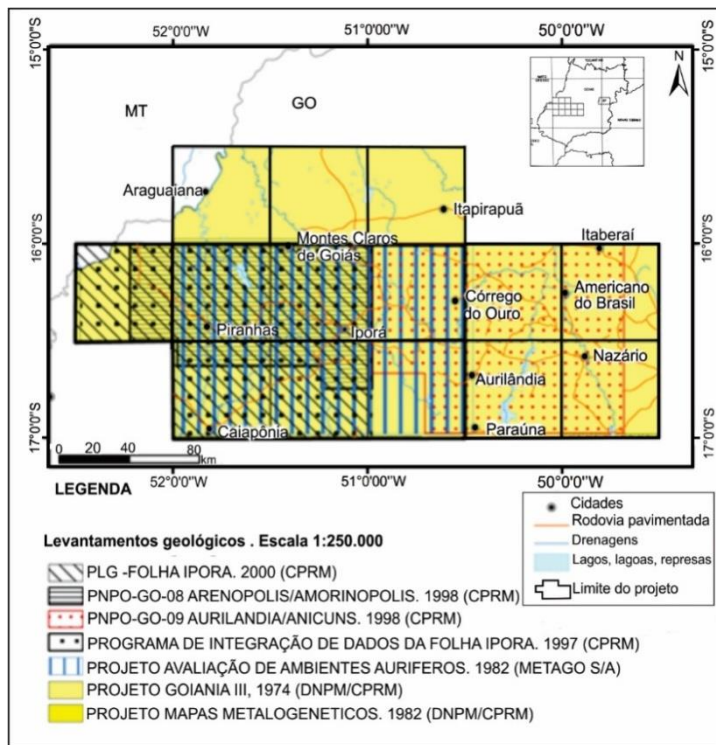 52°0'0"W 51°0'0"W 50°0'0"W
15°0'0"S
15°0'0"S
N
MT
GO
Araguaiana
Itapirapuã
16°0'0"S
Montes Claros
de Goiás
Itaberaí
16°0'0"S
Córrego
do Ouro
Americano
do Brasil
Piranhas
Iporá
Nazário
Aurilândia
17°0'0"S
Caiapônia
Paraúna
17°0'0"S
0 20 40 80
km
LEGENDA
52°0'0"W 51°0'0"W 50°0'0"W
Cidades
Rodovia pavimentada
Drenagens
Lagos, lagoas, represas
Limite do projeto
Levantamentos geológicos . Escala 1:250.000
PLG -FOLHA IPORA. 2000 (CPRM)
PNPO-GO-08 ARENOPOLIS/AMORINOPOLIS. 1998 (CPRM)
PNPO-GO-09 AURILANDIA/ANICUNS. 1998 (CPRM)
PROGRAMA DE INTEGRAÇÃO DE DADOS DA FOLHA IPORA. 1997 (CPRM)
PROJETO AVALIAÇÃO DE AMBIENTES AURIFEROS. 1982 (METAGO S/A)
PROJETO GOIANIA III, 1974 (DNPM/CPRM)
PROJETO MAPAS METALOGENETICOS. 1982 (DNPM/CPRM)